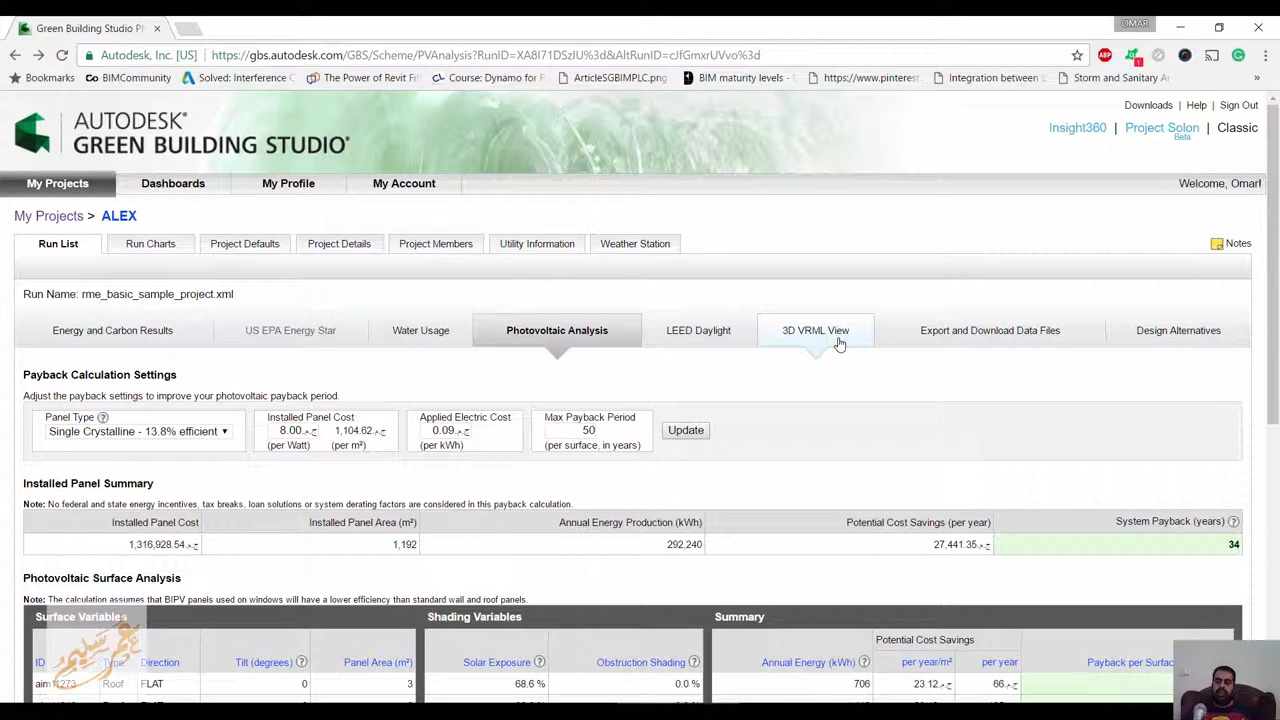 Green Building Studio Pl
OMAR
Autodesk, Inc. [US] https://gbs.autodesk.com/GBS/Scheme/PVAnalysis?RunID=XA8I71DSzIU%3d&AltRunID=cJfGmxrUVvo%3d
Bookmarks BIMCommunity Solved: Interference The Power of Revit Filt Course: Dynamo for ArticleSGBIMPLC.png BIM maturity levels - https://www.pinterest Integration between Storm and Sanitary »
Downloads | Help | Sign Out
AUTODESK®
GREEN BUILDING STUDIO®
Insight360 | Project Solon | Classic
Beta
My Projects Dashboards My Profile My Account Welcome, Omar!
My Projects > ALEX
Run List Run Charts Project Defaults Project Details Project Members Utility Information Weather Station Notes
Run Name: rme_basic_sample_project.xml
Energy and Carbon Results US EPA Energy Star Water Usage Photovoltaic Analysis LEED Daylight 3D VRML View Export and Download Data Files Design Alternatives
Payback Calculation Settings
Adjust the payback settings to improve your photovoltaic payback period.
Panel Type Installed Panel Cost Applied Electric Cost Max Payback Period
Single Crystalline - 13.8% efficient 8.00 1,104.62 0.09 50 Update
(per Watt) (per m²) (per kWh) (per surface, in years)
Installed Panel Summary
Note: No federal and state energy incentives, tax breaks, loan solutions or system derating factors are considered in this payback calculation.
Installed Panel Cost Installed Panel Area (m²) Annual Energy Production (kWh) Potential Cost Savings (per year) System Payback (years)
1,316,928.54 1,192 292,240 27,441.35 34
Photovoltaic Surface Analysis
Note: The calculation assumes that BIPV panels used on windows will have a lower efficiency than standard wall and roof panels.
Surface Variables Shading Variables Summary
Potential Cost Savings
ID Type Direction Tilt (degrees) Panel Area (m²) Solar Exposure Obstruction Shading Annual Energy (kWh) per year/m² per year Payback per Surfac
aim11273 Roof FLAT 0 3 68.6 % 0.0 % 706 23.12 66